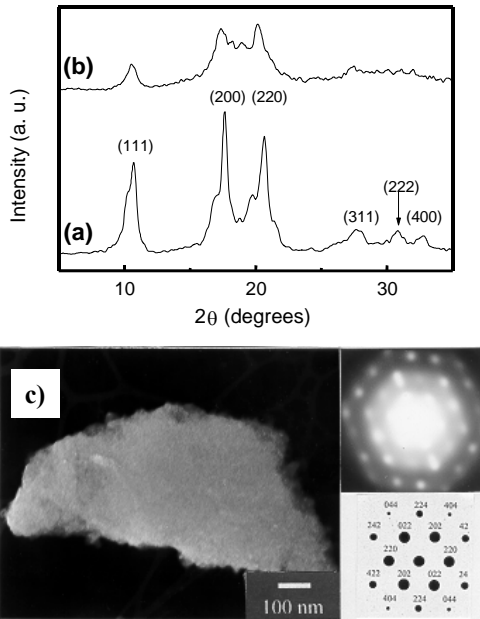 (b)
(200)
(220)
(111)
(222)
(311)
(400)
(a)
Intensity (a. u.)
10
20
30
2θ (degrees)
c)
100 nm
044 224 404
242 022 202 42
220 220
422 202 022 24
404 224 044